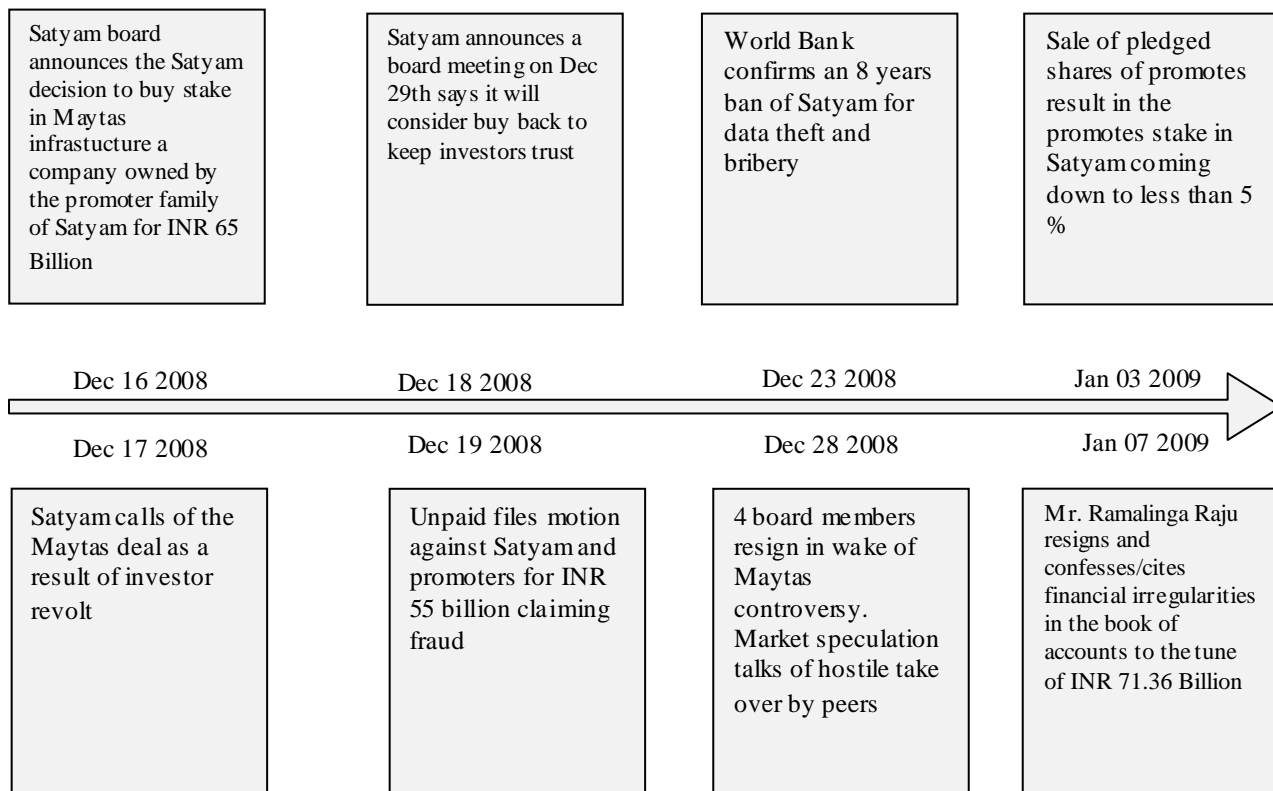 Satyam board
announces the Satyam
decision to buy stake
in Maytas
infrastucture a
company owned by
the promoter family
of Satyam for INR 65
Billion
Satyam announces a
board meeting on Dec
29th says it will
consider buy back to
keep investors trust
World Bank
confirms an 8 years
ban of Satyam for
data theft and
bribery
Sale of pledged
shares of promotes
result in the
promotes stake in
Satyam coming
down to less than 5
%
Dec 16 2008
Dec 18 2008
Dec 23 2008
Jan 03 2009
Dec 17 2008
Dec 19 2008
Dec 28 2008
Jan 07 2009
Satyam calls of the
Maytas deal as a
result of investor
revolt
Unpaid files motion
against Satyam and
promoters for INR
55 billion claiming
fraud
4 board members
resign in wake of
Maytas
controversy.
Market speculation
talks of hostile take
over by peers
Mr. Ramalinga Raju
resigns and
confesses/cites
financial irregularities
in the book of
accounts to the tune
of INR 71.36 Billion